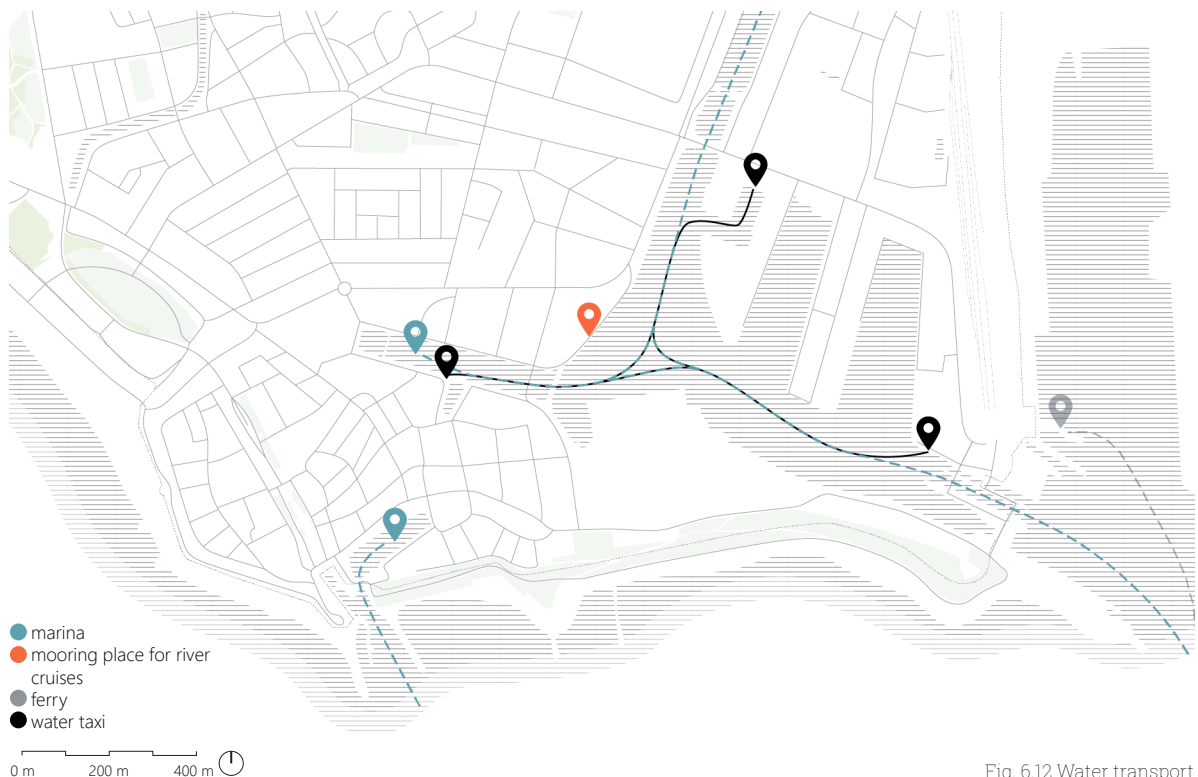 marina
mooring place for river
cruises
ferry
water taxi
0 m 200 m 400 m
Fig. 6.12 Water transport